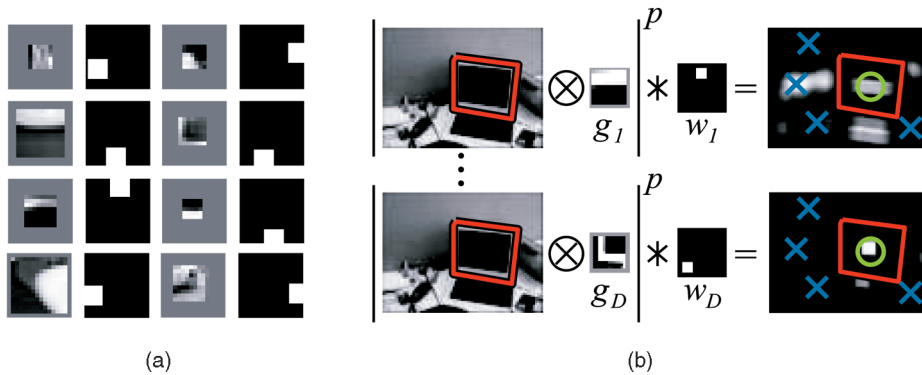 p
⊗ * =
g1 w1
p
⊗ * =
gD wD
(a) (b)